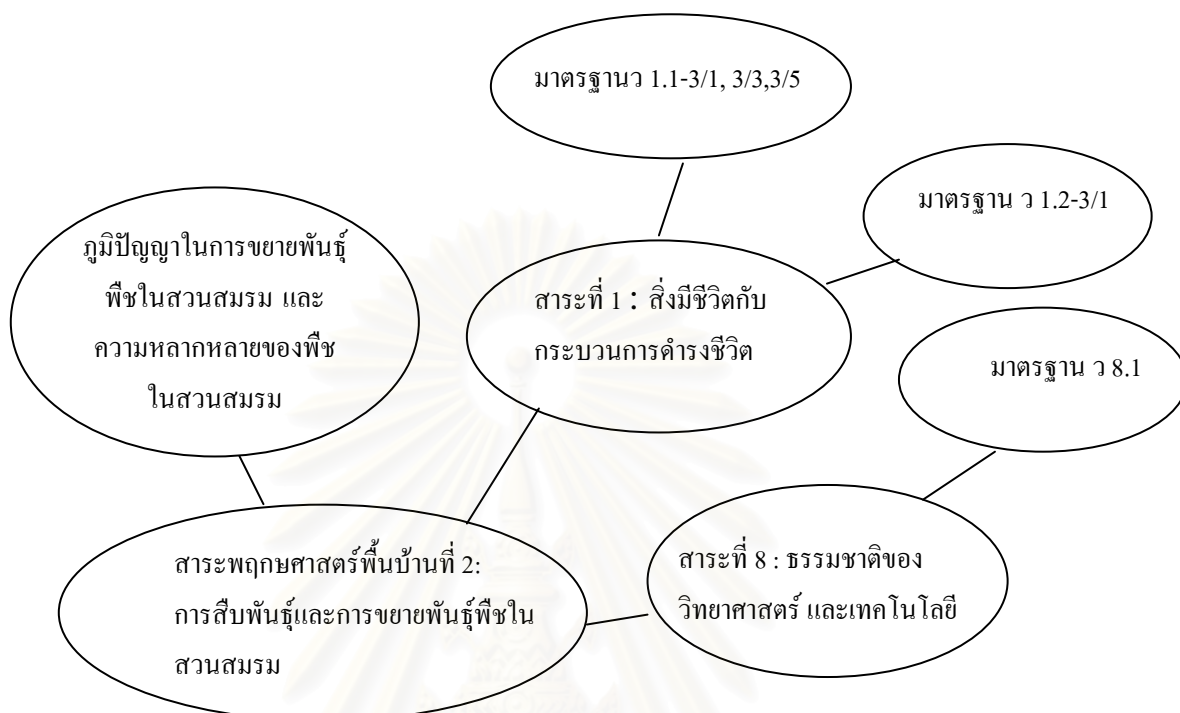 มาตรฐานว 1.1-3/1, 3/3,3/5
มาตรฐาน ว 1.2-3/1
ภูมิปัญญาในการขยายพันธุ์
พืชในสวนสมรม และ
ความหลากหลายของพืช
ในสวนสมรม
สาระที่ 1 : สิ่งมีชีวิตกับ
กระบวนการดำรงชีวิต
มาตรฐาน ว 8.1
สาระพฤกษศาสตร์พื้นบ้านที่ 2:
การสืบพันธุ์และการขยายพันธุ์พืชใน
สวนสมรม
สาระที่ 8 : ธรรมชาติของ
วิทยาศาสตร์ และเทคโนโลยี